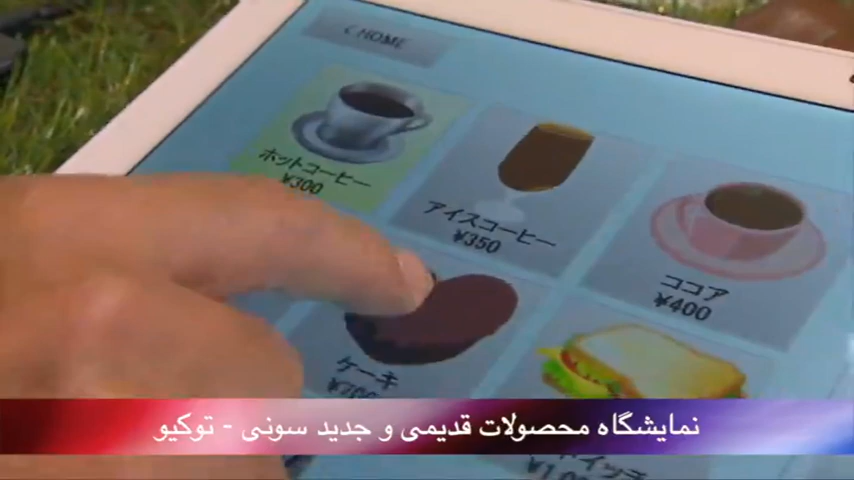 < HOME
ホットコーヒー
¥300
アイスコーヒー
¥350
ココア
¥400
ケーキ
نمایشگاه محصولات قدیمی و جدید سونی - توکیو